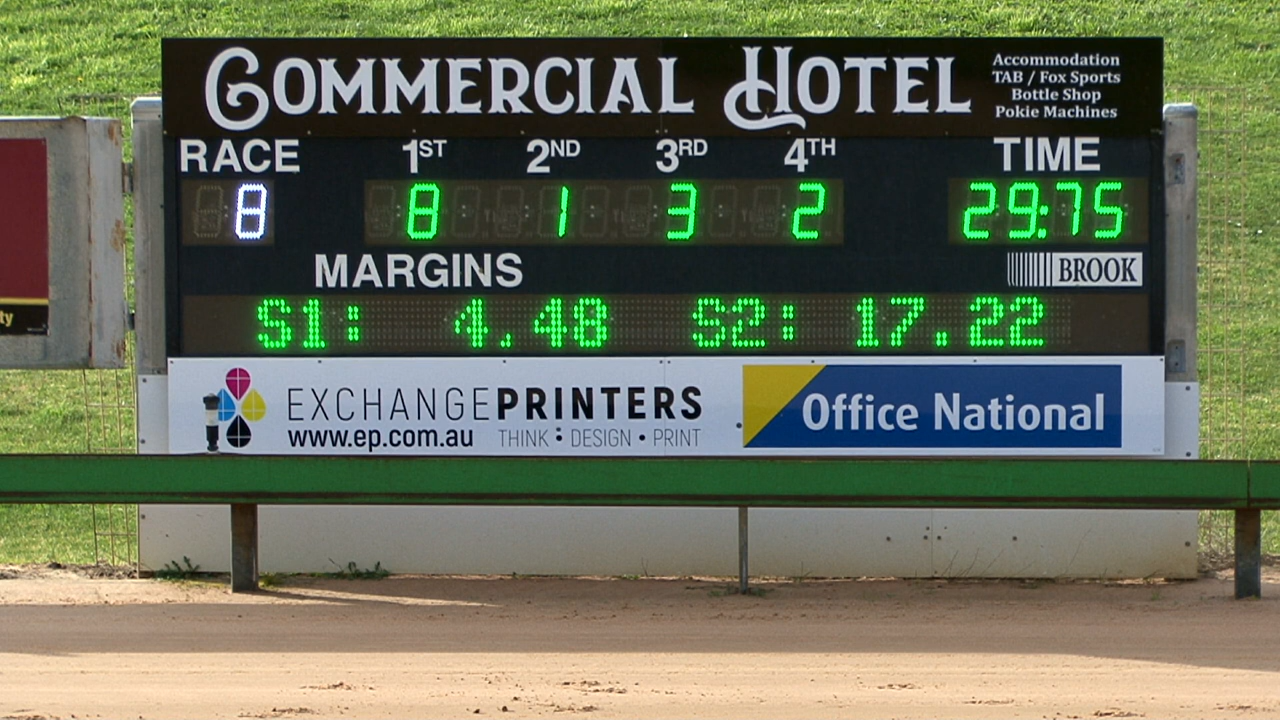 COMMERCIAL HOTEL
Accommodation
TAB / Fox Sports
Bottle Shop
Pokie Machines
RACE 1ST 2ND 3RD 4TH TIME
8 8 1 3 2 29:75
MARGINS
BROOK
S1: 4.48 S2: 17.22
EXCHANGEPRINTERS
www.ep.com.au THINK • DESIGN • PRINT
Office National
ty